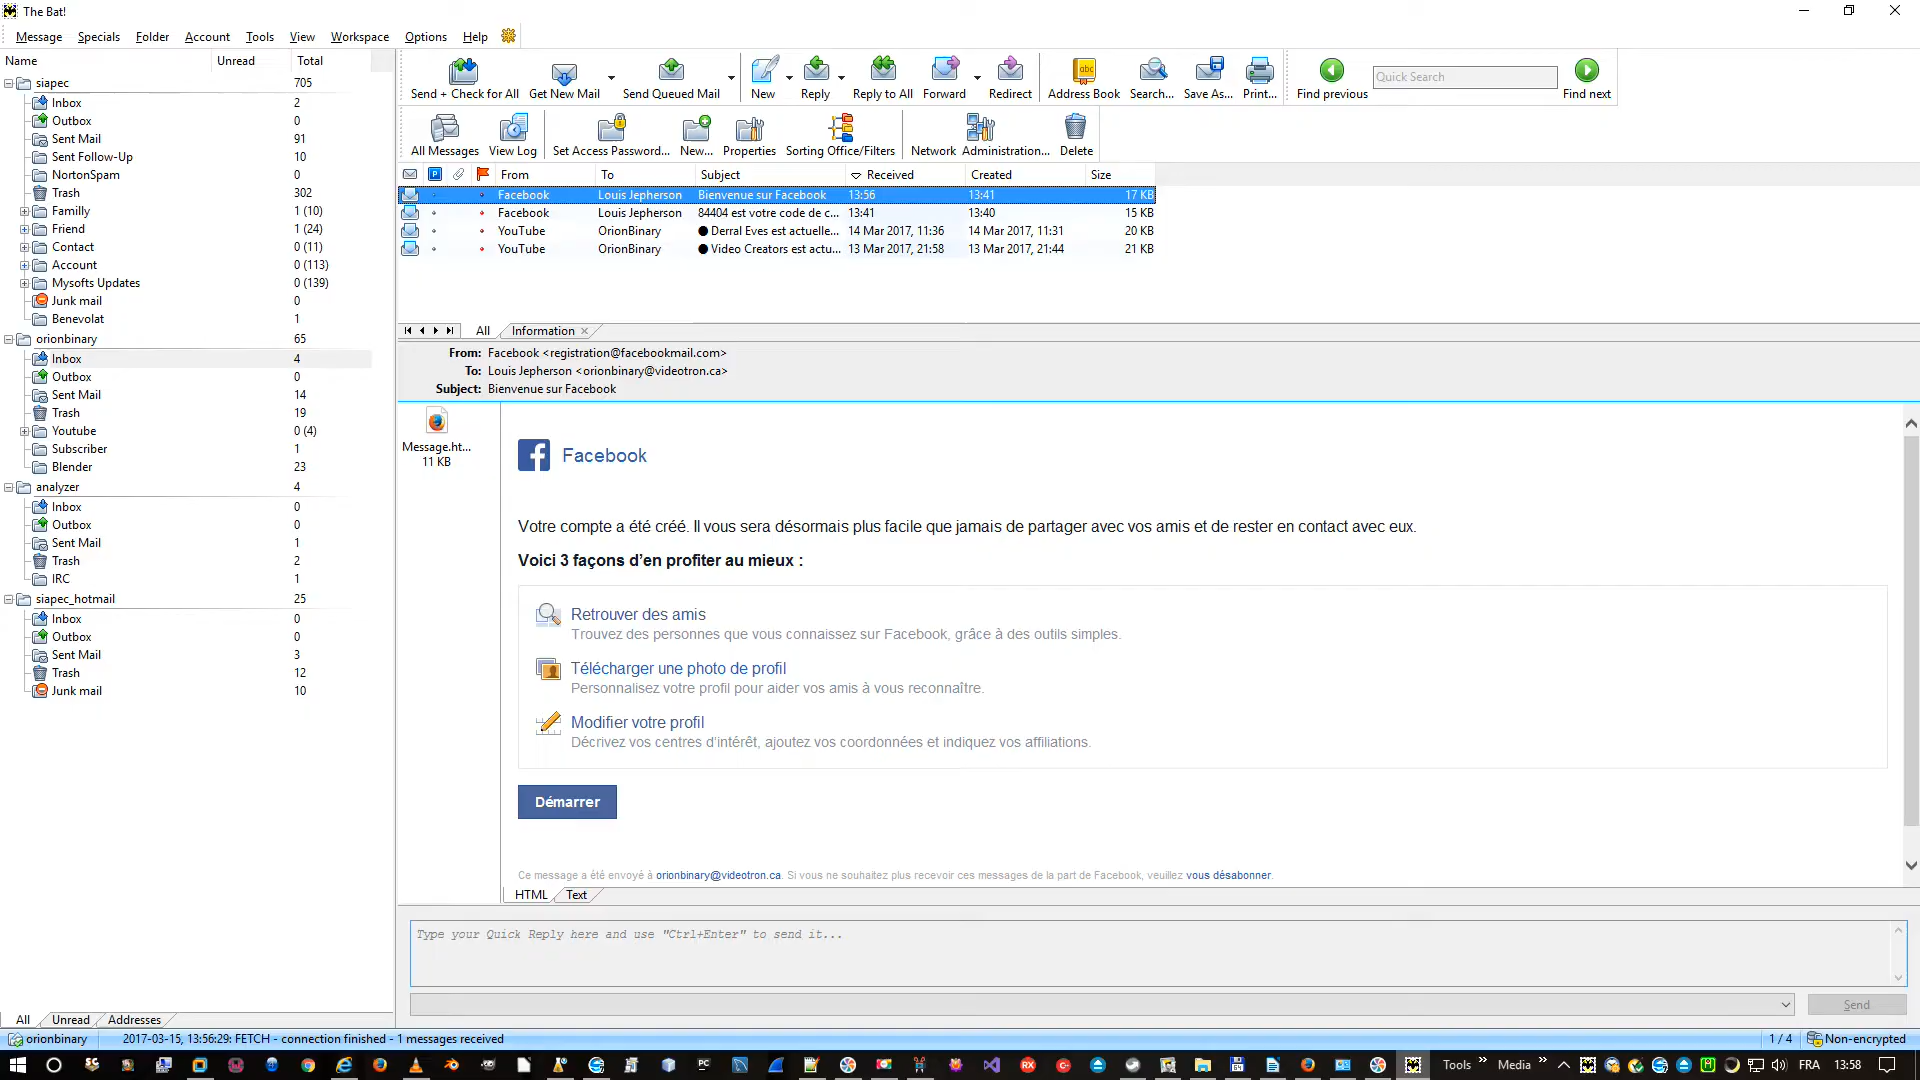 The Bat!
Message Specials Folder Account Tools View Workspace Options Help
Name Unread Total
siapec 705
Inbox 2
Outbox 0
Sent Mail 91
Sent Follow-Up 10
NortonSpam 0
Trash 302
Familly 1 (10)
Friend 1 (24)
Contact 0 (11)
Account 0 (113)
Mysofts Updates 0 (139)
Junk mail 0
Benevolat 1
orionbinary 65
Inbox 4
Outbox 0
Sent Mail 14
Trash 19
Youtube 0 (4)
Subscriber 1
Blender 23
analyzer 4
Inbox 0
Outbox 0
Sent Mail 1
Trash 2
IRC 1
siapec_hotmail 25
Inbox 0
Outbox 0
Sent Mail 3
Trash 12
Junk mail 10
All Unread Addresses
Send + Check for All Get New Mail Send Queued Mail New Reply Reply to All Forward Redirect Address Book Search... Save As... Print... Find previous Quick Search Find next
All Messages View Log Set Access Password... New... Properties Sorting Office/Filters Network Administration... Delete
From To Subject Received Created Size
Facebook Louis Jepherson Bienvenue sur Facebook 13:56 13:41 17 KB
Facebook Louis Jepherson 84404 est votre code de c... 13:41 13:40 15 KB
YouTube OrionBinary ● Derral Eves est actuelle... 14 Mar 2017, 11:36 14 Mar 2017, 11:31 20 KB
YouTube OrionBinary ● Video Creators est actu... 13 Mar 2017, 21:58 13 Mar 2017, 21:44 21 KB
All Information
From: Facebook <registration@facebookmail.com>
To: Louis Jepherson <orionbinary@videotron.ca>
Subject: Bienvenue sur Facebook
Message.ht...
11 KB
Facebook
Votre compte a été créé. Il vous sera désormais plus facile que jamais de partager avec vos amis et de rester en contact avec eux.
Voici 3 façons d’en profiter au mieux :
Retrouver des amis
Trouvez des personnes que vous connaissez sur Facebook, grâce à des outils simples.
Télécharger une photo de profil
Personnalisez votre profil pour aider vos amis à vous reconnaître.
Modifier votre profil
Décrivez vos centres d’intérêt, ajoutez vos coordonnées et indiquez vos affiliations.
Démarrer
Ce message a été envoyé à orionbinary@videotron.ca. Si vous ne souhaitez plus recevoir ces messages de la part de Facebook, veuillez vous désabonner.
HTML Text
Type your Quick Reply here and use "Ctrl+Enter" to send it...
Send
orionbinary 2017-03-15, 13:56:29: FETCH - connection finished - 1 messages received 1 / 4 Non-encrypted
Tools Media FRA 13:58